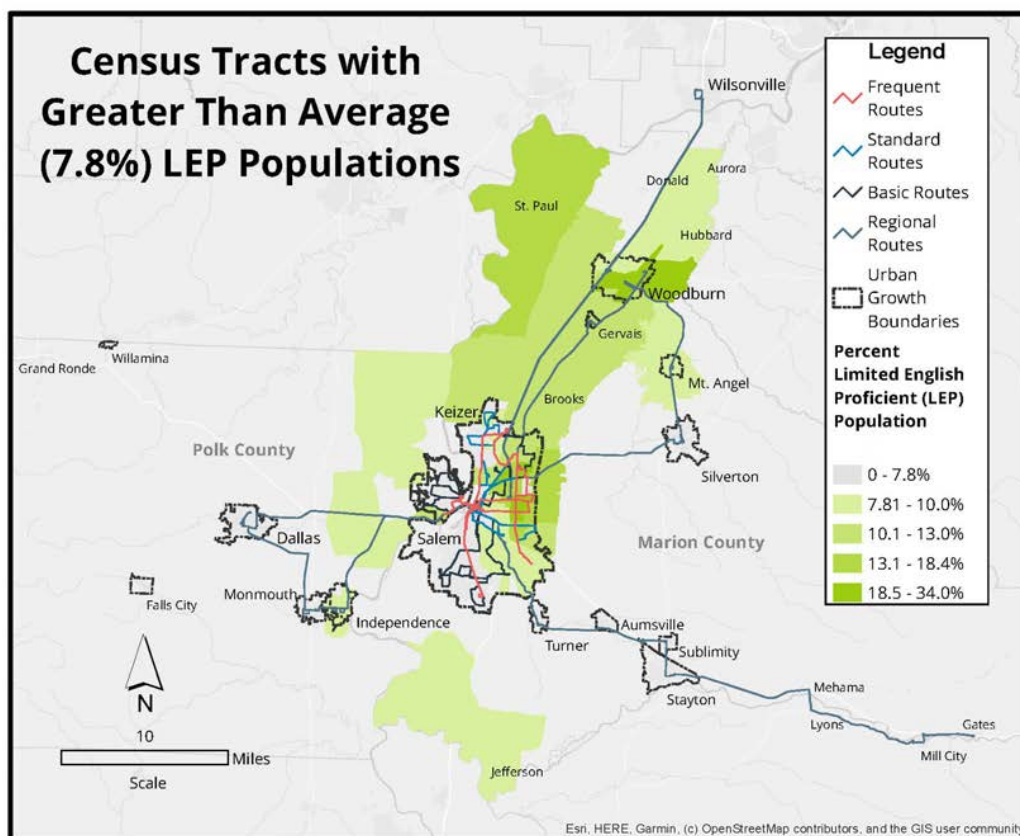 Census Tracts with
Greater Than Average
(7.8%) LEP Populations
Legend
Frequent
Routes
Standard
Routes
Basic Routes
Regional
Routes
Urban
Growth
Boundaries
Percent
Limited English
Proficient (LEP)
Population
0 - 7.8%
7.81 - 10.0%
10.1 - 13.0%
13.1 - 18.4%
18.5 - 34.0%
Wilsonville
Aurora
Donald
St. Paul
Hubbard
Woodburn
Gervais
Willamina
Grand Ronde
Mt. Angel
Brooks
Keizer
Polk County
Silverton
Dallas
Salem
Marion County
Falls City
Monmouth
Independence
Turner
Aumsville
Sublimity
Stayton
Mehama
Lyons
Gates
Mill City
Jefferson
N
10
Miles
Scale
Esri, HERE, Garmin, (c) OpenStreetMap contributors, and the GIS user community